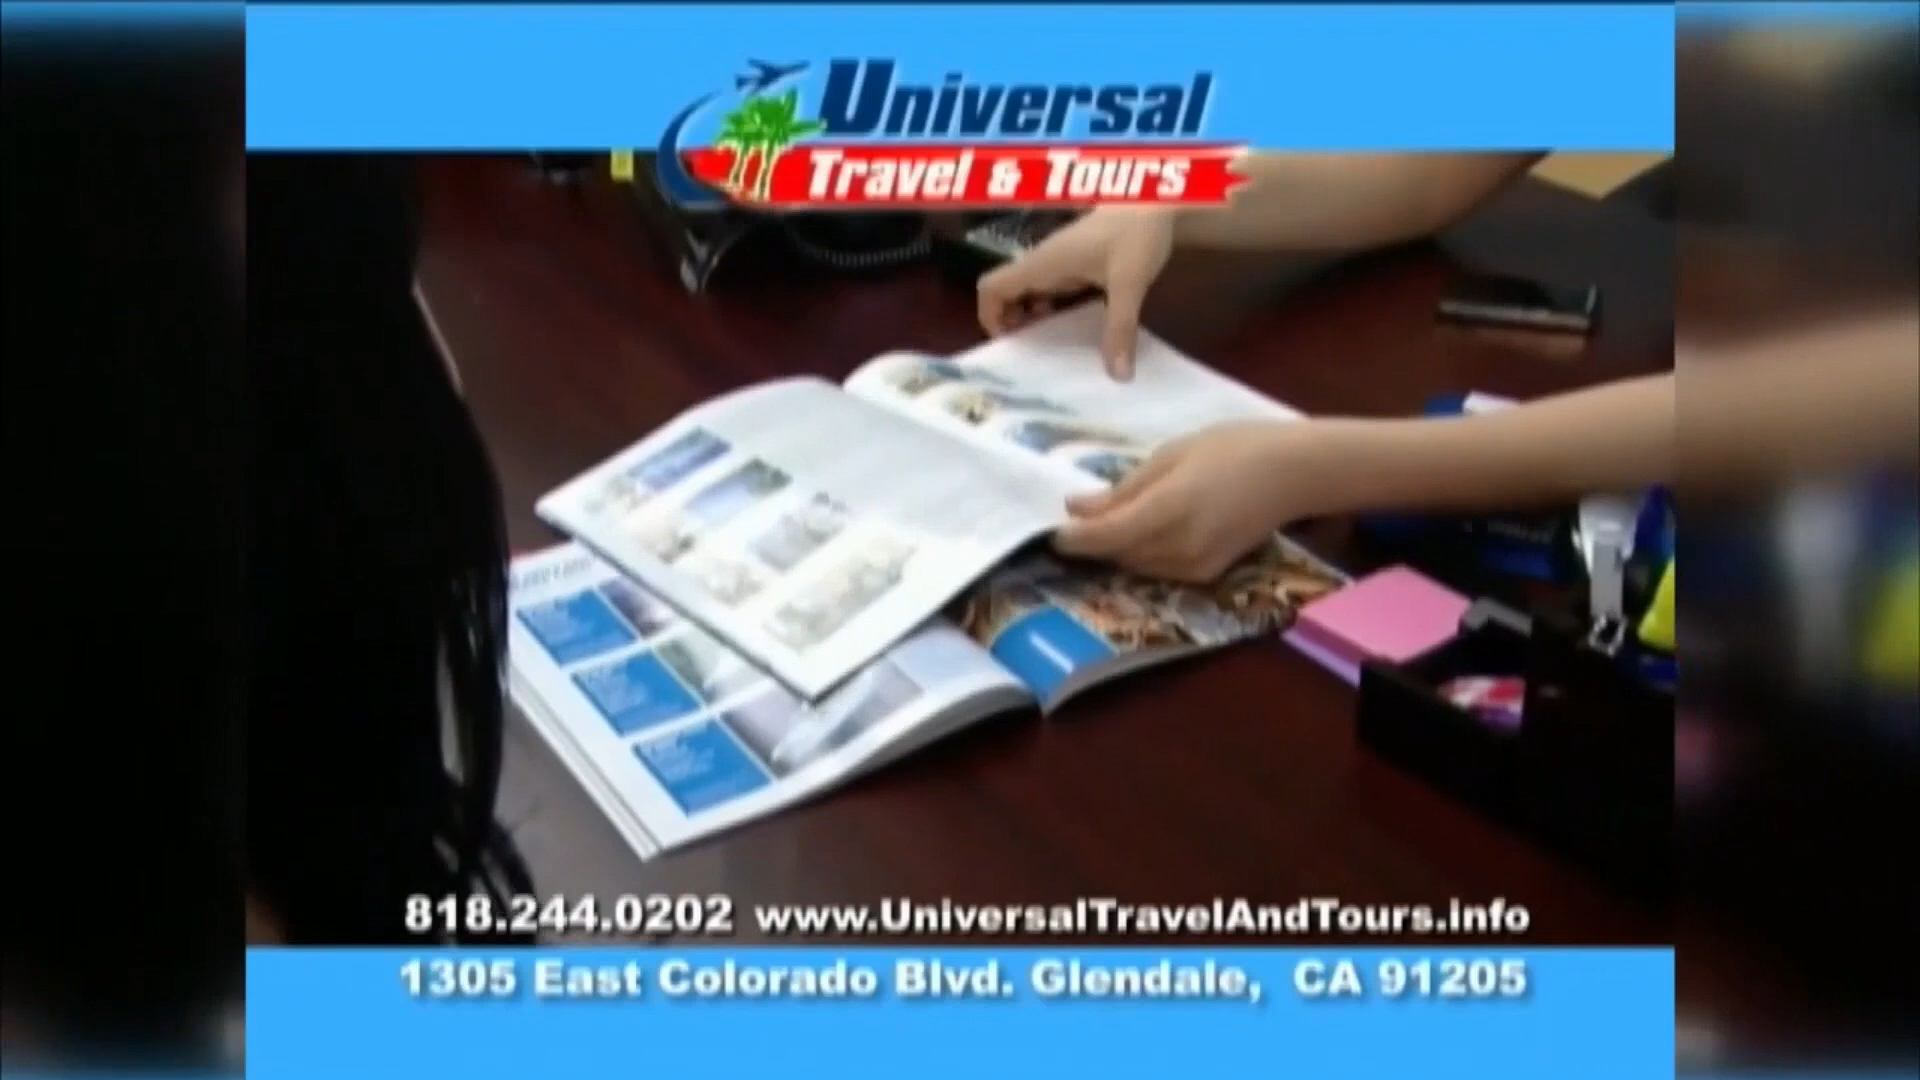 Universal
Travel & Tours
818.244.0202 www.UniversalTravelAndTours.info
1305 East Colorado Blvd. Glendale, CA 91205